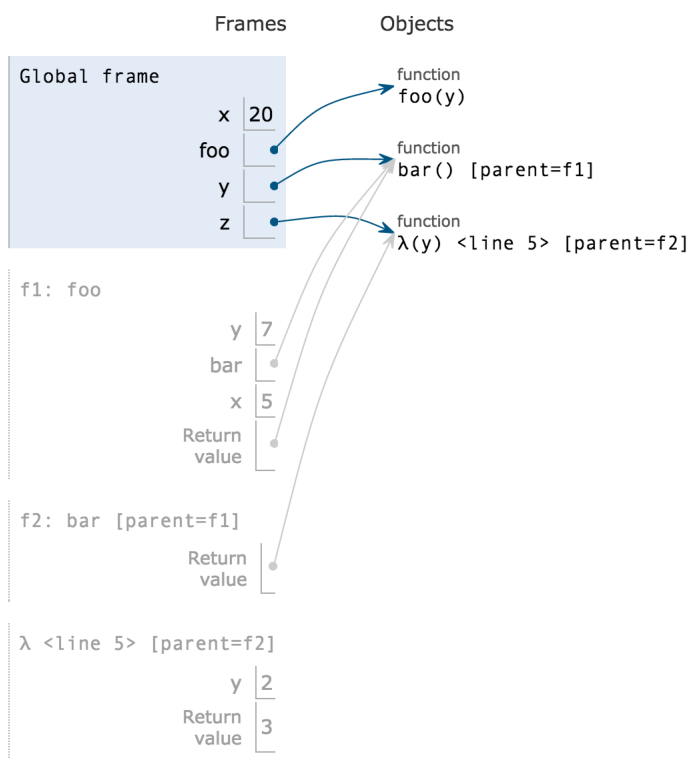 Frames Objects
Global frame
x 20
foo
y
z
function
foo(y)
function
bar() [parent=f1]
function
λ(y) <line 5> [parent=f2]
f1: foo
y 7
bar
x 5
Return
value
f2: bar [parent=f1]
Return
value
λ <line 5> [parent=f2]
y 2
Return
value 3